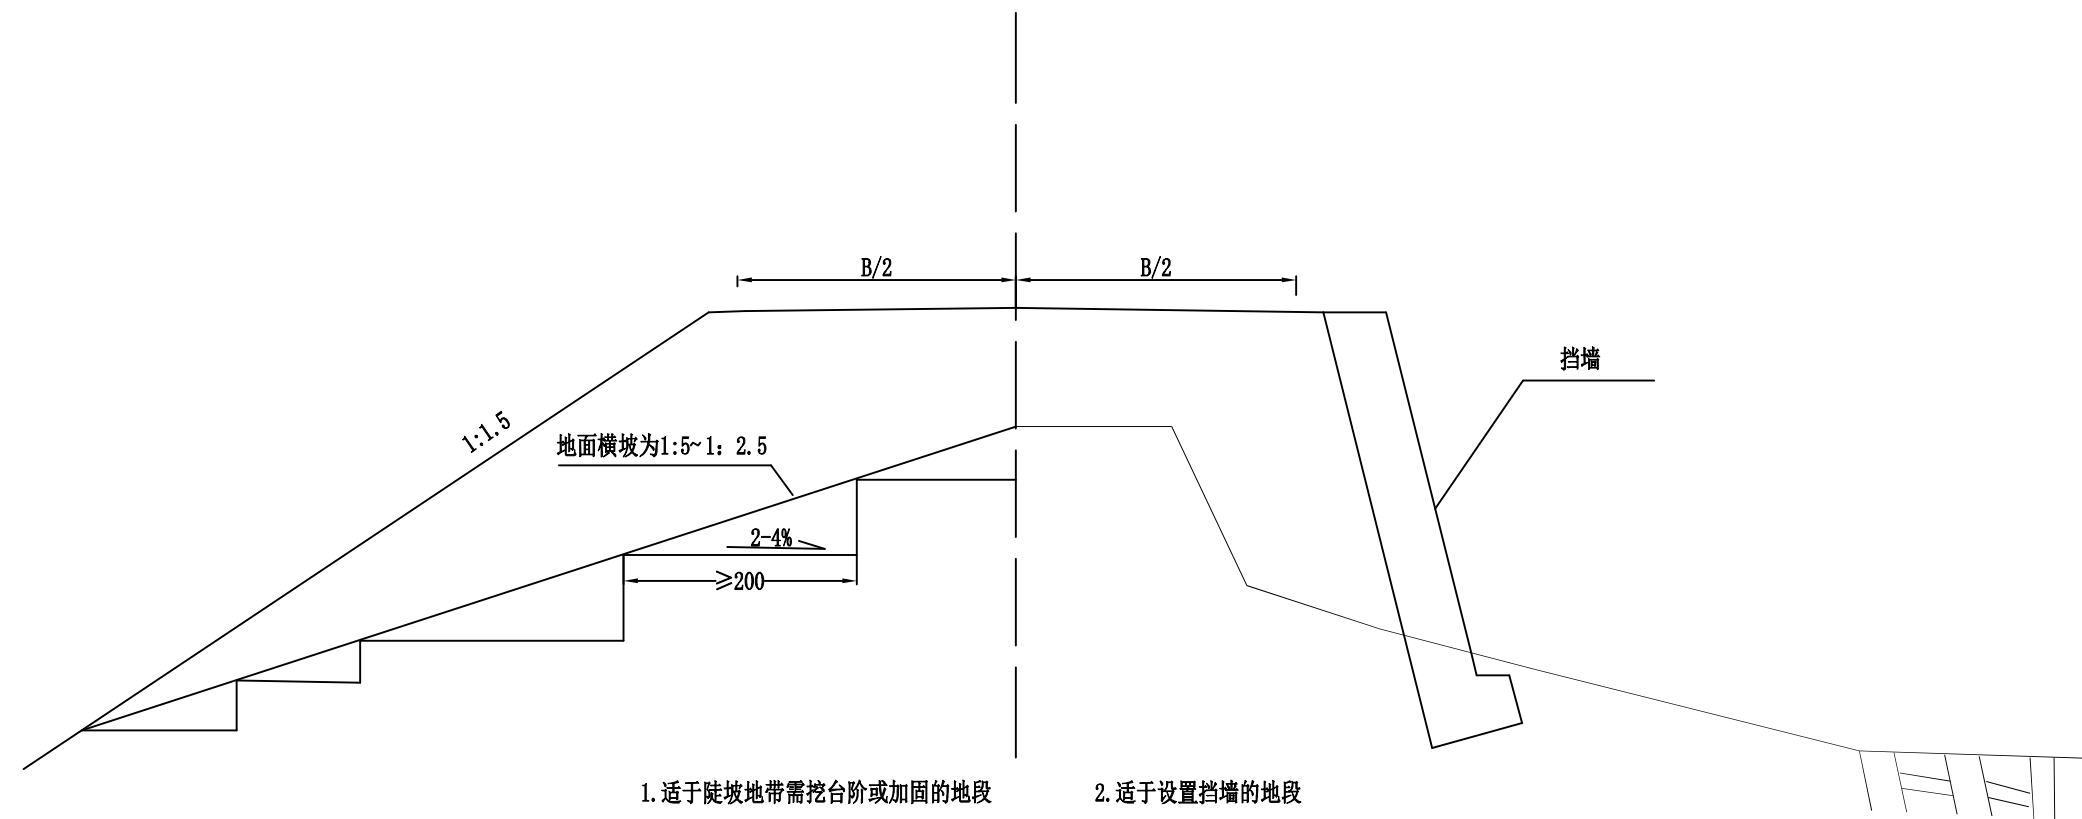 B/2
B/2
挡墙
1:1.5
地面横坡为1:5~1：2.5
2-4%
≥200
1.适于陡坡地带需挖台阶或加固的地段
2.适于设置挡墙的地段